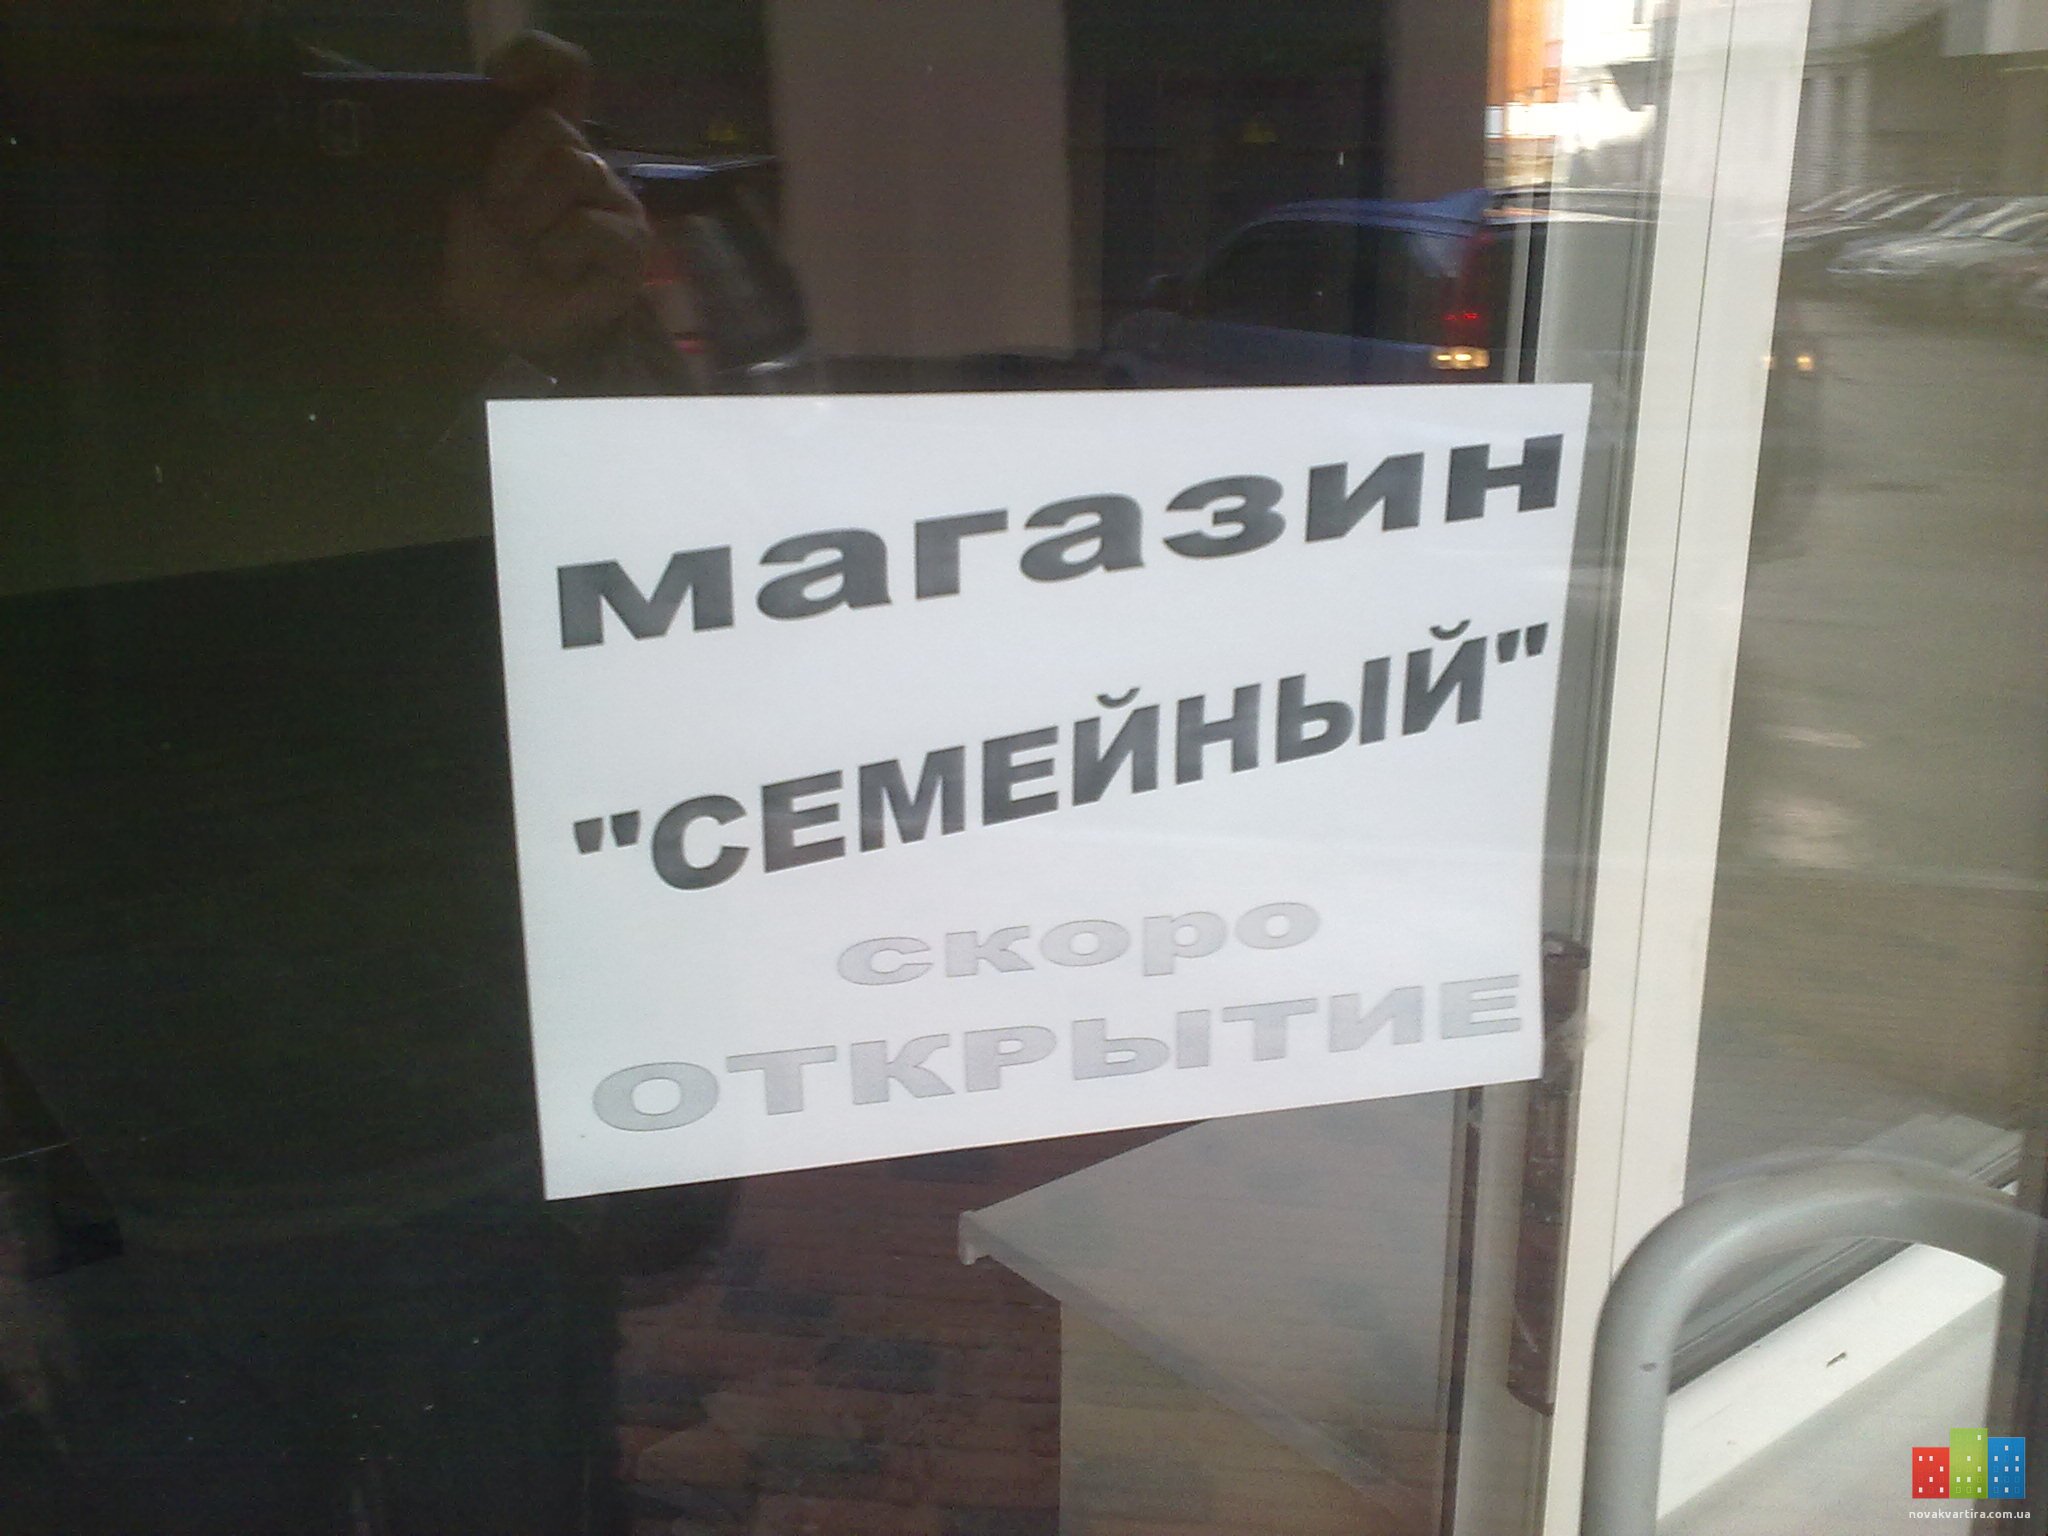 магазин
"СЕМЕЙНЫЙ"
скоро
ОТКРЫТИЕ
novakvartira.com.ua